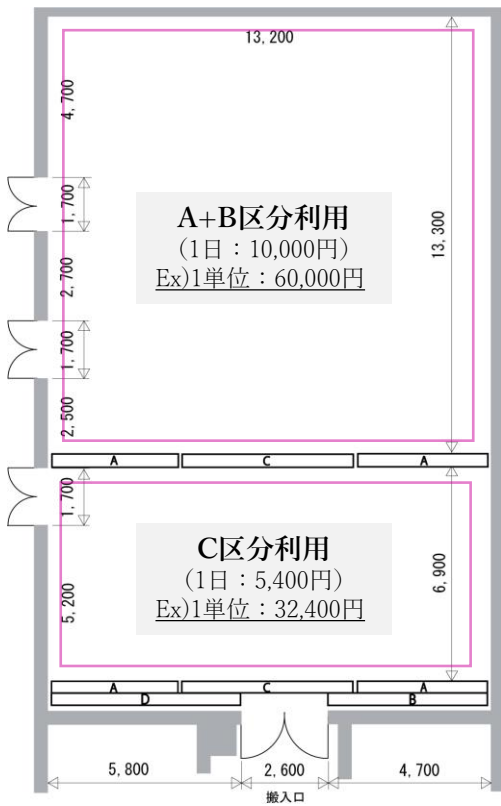 13,200
4,700
1,700
13,300
A+B区分利用
（1日：10,000円）
Ex)1単位：60,000円
2,700
1,700
2,500
A
C
A
1,700
C区分利用
（1日：5,400円）
Ex)1単位：32,400円
6,900
5,200
A
C
A
D
B
5,800
2,600
4,700
搬入口